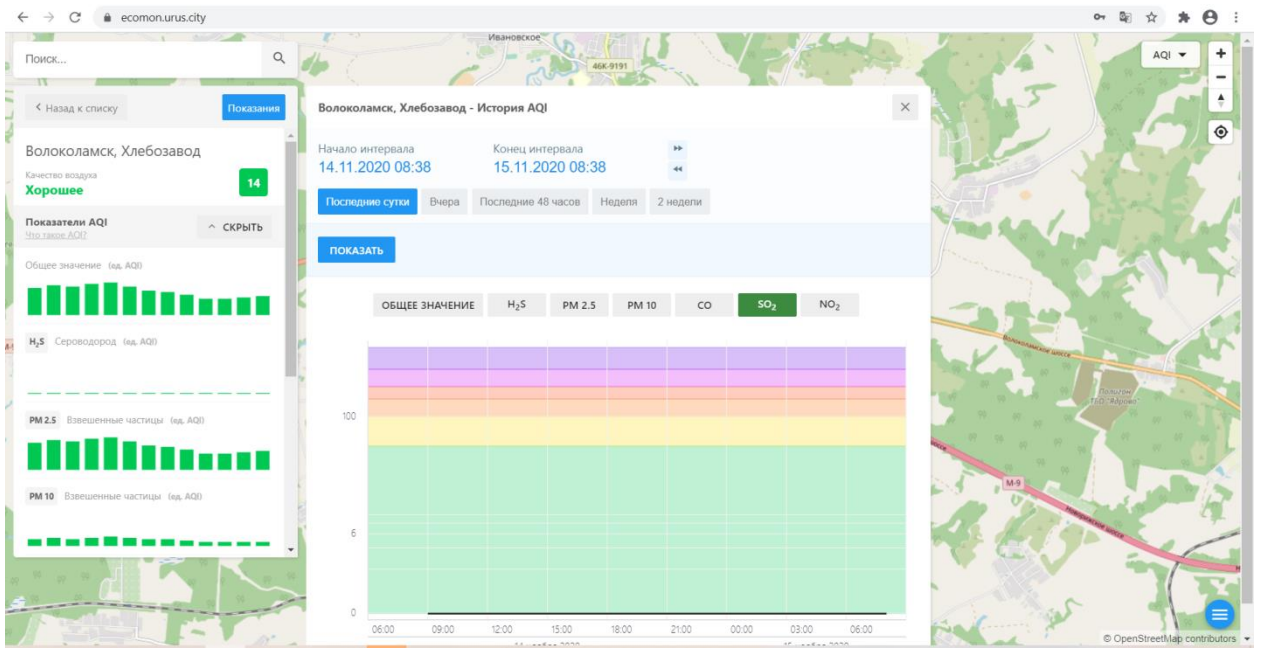 ecomon.urus.city
Поиск...
Ивановское
46К-9191
AQI
Назад к списку
Показания
Волоколамск, Хлебозавод - История AQI
Волоколамск, Хлебозавод
Качество воздуха
Хорошее
14
Начало интервала
Конец интервала
14.11.2020 08:38
15.11.2020 08:38
Последние сутки Вчера Последние 48 часов Неделя 2 недели
Показатели AQI
Что такое AQI?
СКРЫТЬ
ПОКАЗАТЬ
Общее значение (ед. AQI)
ОБЩЕЕ ЗНАЧЕНИЕ H₂S PM 2.5 PM 10 CO SO₂ NO₂
H₂S Сероводород (ед. AQI)
PM 2.5 Взвешенные частицы (ед. AQI)
PM 10 Взвешенные частицы (ед. AQI)
100
6
0
06:00 09:00 12:00 15:00 18:00 21:00 00:00 03:00 06:00
Волоколамское шоссе
Полигон
ТБО "Ядрово"
М-9
Новорижское шоссе
© OpenStreetMap contributors